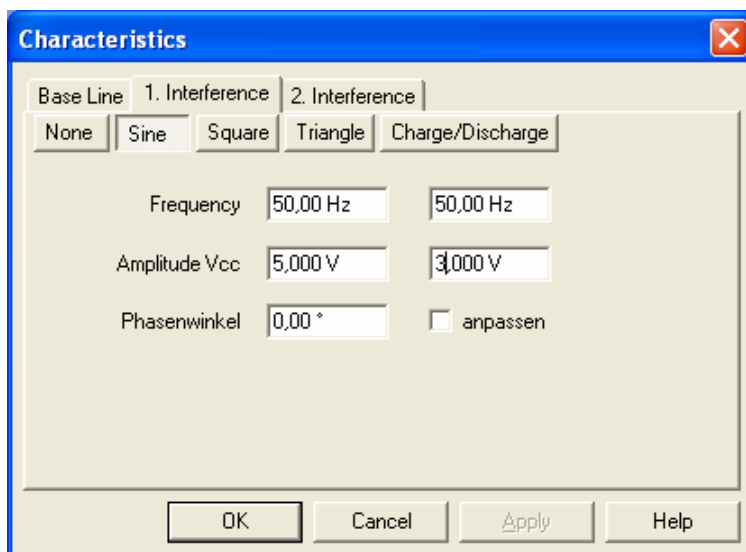 Characteristics
Base Line 1. Interference 2. Interference
None Sine Square Triangle Charge/Discharge
Frequency 50,00 Hz 50,00 Hz
Amplitude Vcc 5,000 V 3,000 V
Phasenwinkel 0,00 ° anpassen
OK Cancel Apply Help